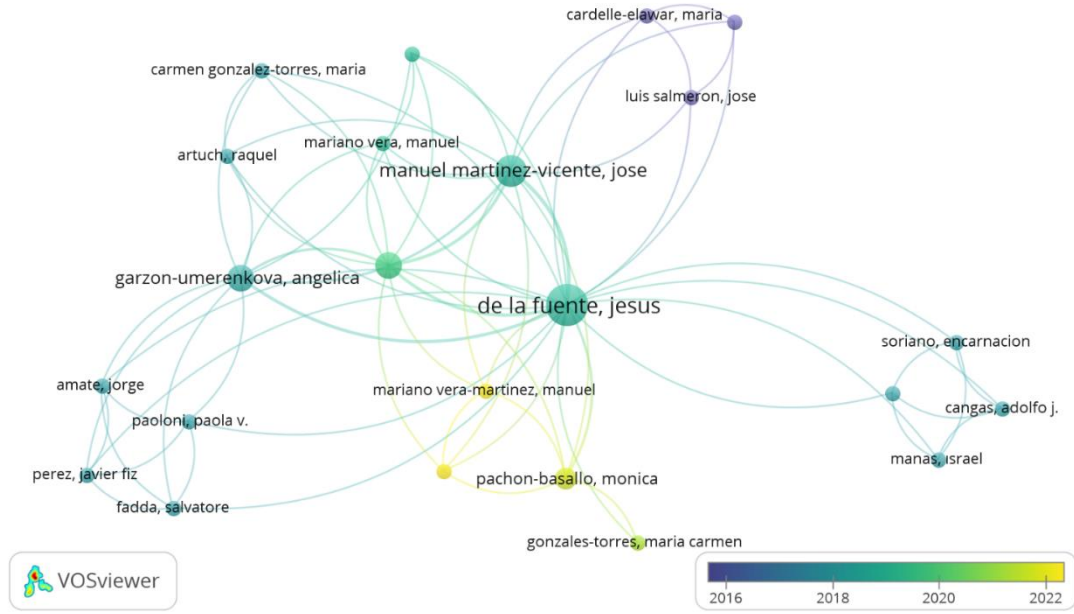 cardelle-elawar, maria
carmen gonzalez-torres, maria
luis salmeron, jose
mariano vera, manuel
artuch, raquel
manuel martinez-vicente, jose
garzon-umerenkova, angelica
de la fuente, jesus
soriano, encarnacion
amate, jorge
mariano vera-martinez, manuel
cangas, adolfo j.
paoloni, paola v.
manas, ısrael
perez, javier fiz
pachon-basallo, monica
fadda, salvatore
gonzales-torres, maria carmen
VOSviewer
2016 2018 2020 2022